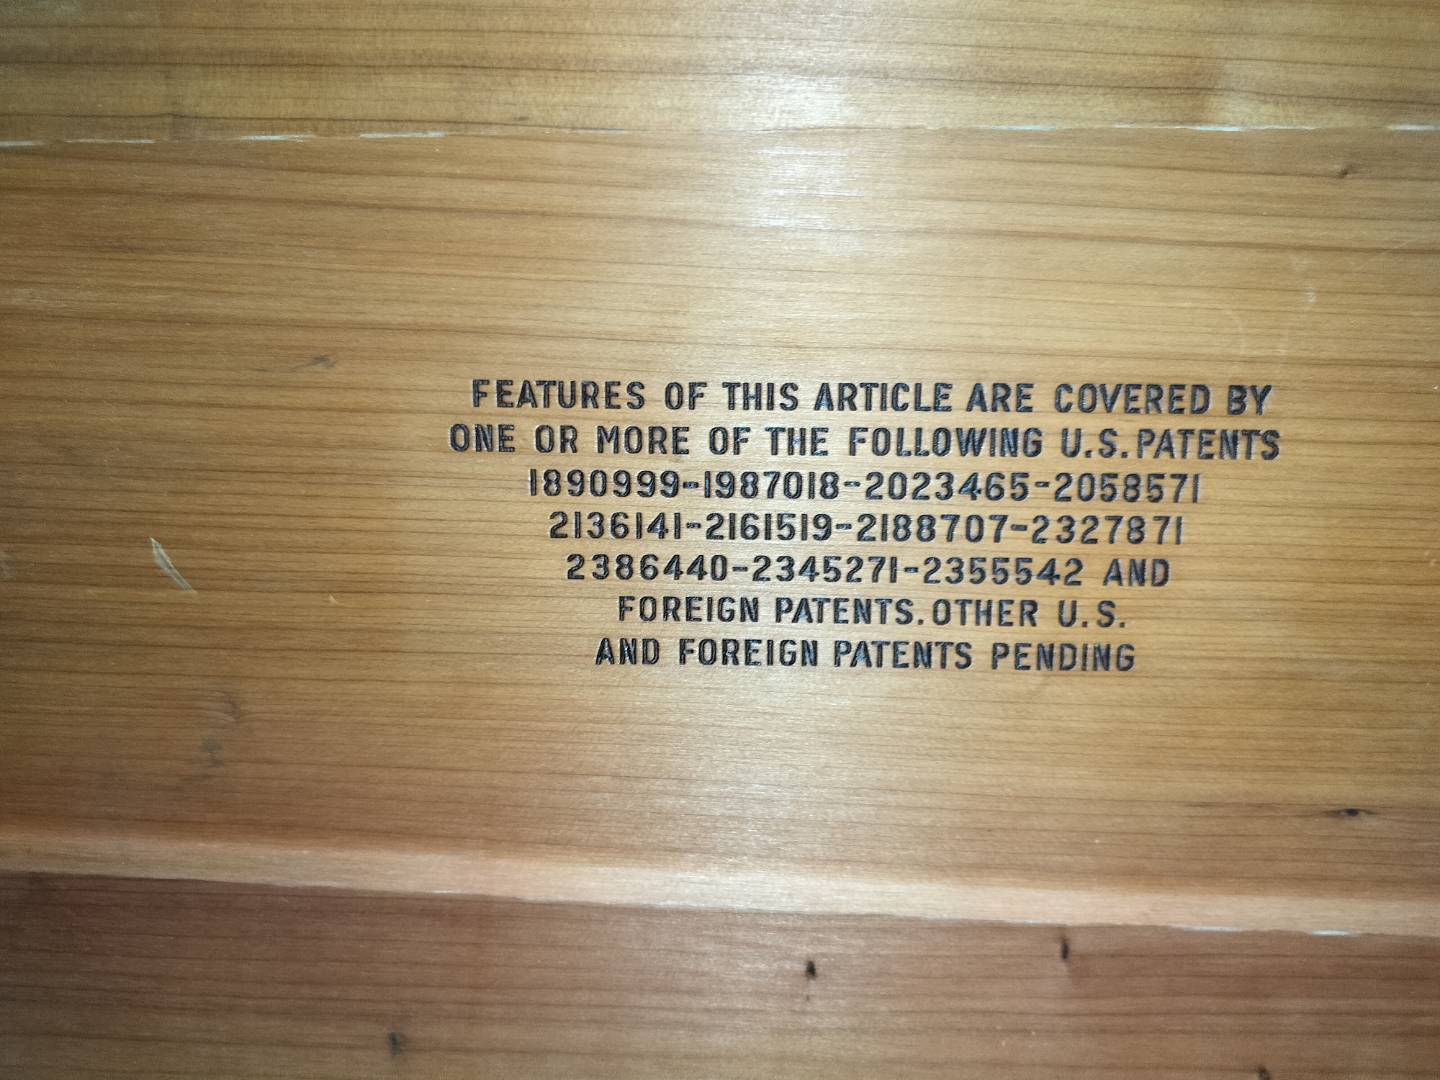 FEATURES OF THIS ARTICLE ARE COVERED BY
ONE OR MORE OF THE FOLLOWING U.S. PATENTS
1890999-1987018-2023465-2058571
2136141-2161519-2188707-2327871
2386440-2345271-2355542 AND
FOREIGN PATENTS. OTHER U.S.
AND FOREIGN PATENTS PENDING